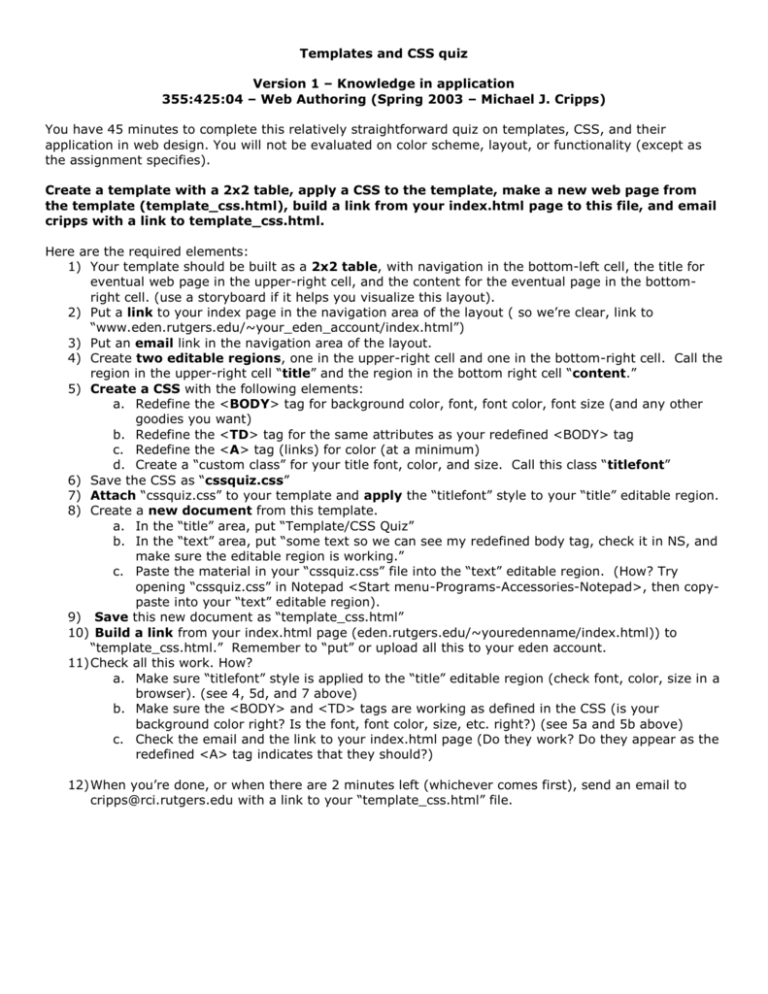 Templates and CSS quiz
Version 1 – Knowledge in application
355:425:04 – Web Authoring (Spring 2003 – Michael J. Cripps)
You have 45 minutes to complete this relatively straightforward quiz on templates, CSS, and their
application in web design. You will not be evaluated on color scheme, layout, or functionality (except as
the assignment specifies).
Create a template with a 2x2 table, apply a CSS to the template, make a new web page from
the template (template_css.html), build a link from your index.html page to this file, and email
cripps with a link to template_css.html.
Here are the required elements:
1) Your template should be built as a 2x2 table, with navigation in the bottom-left cell, the title for
eventual web page in the upper-right cell, and the content for the eventual page in the bottom-
right cell. (use a storyboard if it helps you visualize this layout).
2) Put a link to your index page in the navigation area of the layout ( so we’re clear, link to
“www.eden.rutgers.edu/~your_eden_account/index.html”)
3) Put an email link in the navigation area of the layout.
4) Create two editable regions, one in the upper-right cell and one in the bottom-right cell. Call the
region in the upper-right cell “title” and the region in the bottom right cell “content.”
5) Create a CSS with the following elements:
a. Redefine the <BODY> tag for background color, font, font color, font size (and any other
goodies you want)
b. Redefine the <TD> tag for the same attributes as your redefined <BODY> tag
c. Redefine the <A> tag (links) for color (at a minimum)
d. Create a “custom class” for your title font, color, and size. Call this class “titlefont”
6) Save the CSS as “cssquiz.css”
7) Attach “cssquiz.css” to your template and apply the “titlefont” style to your “title” editable region.
8) Create a new document from this template.
a. In the “title” area, put “Template/CSS Quiz”
b. In the “text” area, put “some text so we can see my redefined body tag, check it in NS, and
make sure the editable region is working.”
c. Paste the material in your “cssquiz.css” file into the “text” editable region. (How? Try
opening “cssquiz.css” in Notepad <Start menu-Programs-Accessories-Notepad>, then copy-
paste into your “text” editable region).
9) Save this new document as “template_css.html”
10) Build a link from your index.html page (eden.rutgers.edu/~youredenname/index.html)) to
“template_css.html.” Remember to “put” or upload all this to your eden account.
11)Check all this work. How?
a. Make sure “titlefont” style is applied to the “title” editable region (check font, color, size in a
browser). (see 4, 5d, and 7 above)
b. Make sure the <BODY> and <TD> tags are working as defined in the CSS (is your
background color right? Is the font, font color, size, etc. right?) (see 5a and 5b above)
c. Check the email and the link to your index.html page (Do they work? Do they appear as the
redefined <A> tag indicates that they should?)
12)When you’re done, or when there are 2 minutes left (whichever comes first), send an email to
cripps@rci.rutgers.edu with a link to your “template_css.html” file.